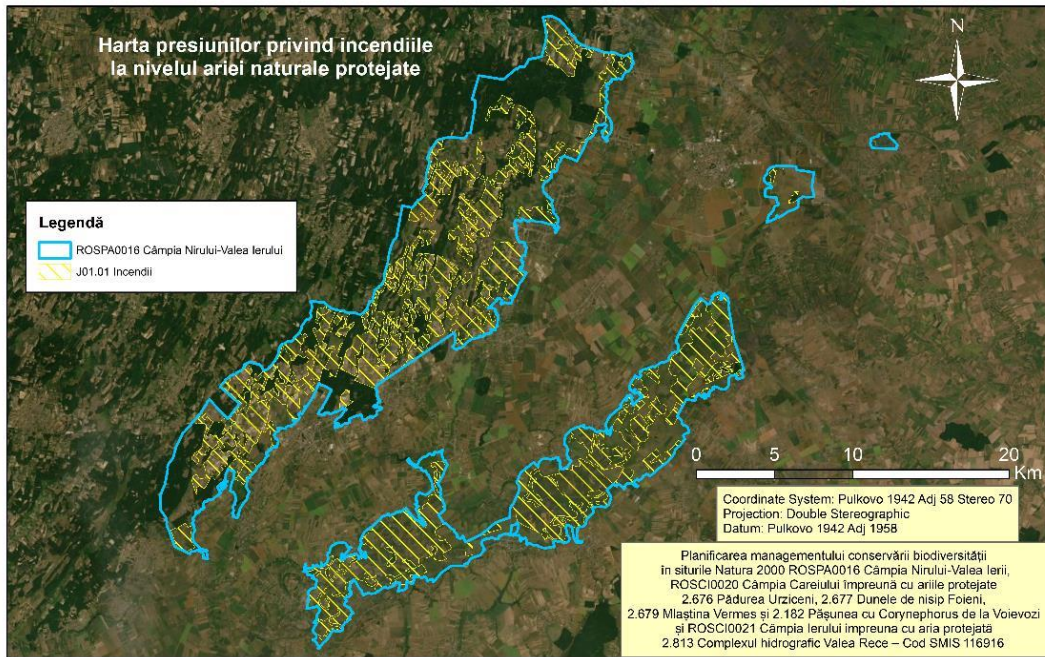 Harta presiunilor privind incendiile
la nivelul ariei naturale protejate
N
Legendă
ROSPA0016 Câmpia Nirului-Valea Ierului
J01.01 Incendii
0 5 10 20
Km
Coordinate System: Pulkovo 1942 Adj 58 Stereo 70
Projection: Double Stereographic
Datum: Pulkovo 1942 Adj 1958
Planificarea managementului conservării biodiversității
în siturile Natura 2000 ROSPA0016 Câmpia Nirului-Valea Ierii,
ROSCI0020 Câmpia Careiului împreună cu ariile protejate
2.676 Pădurea Urziceni, 2.677 Dunele de nisip Foieni,
2.679 Mlaștina Vermes și 2.182 Pășunea cu Corynephorus de la Voievozi
și ROSCI0021 Câmpia Ierului împreuna cu aria protejată
2.813 Complexul hidrografic Valea Rece – Cod SMIS 116916